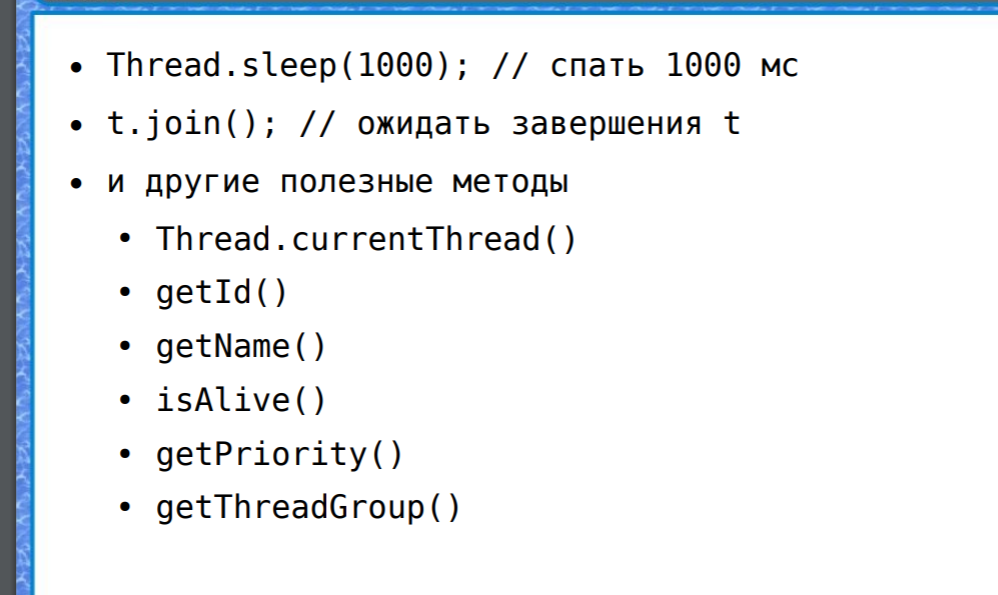 • Thread.sleep(1000); // спать 1000 мс
• t.join(); // ожидать завершения t
• и другие полезные методы
• Thread.currentThread()
• getId()
• getName()
• isAlive()
• getPriority()
• getThreadGroup()